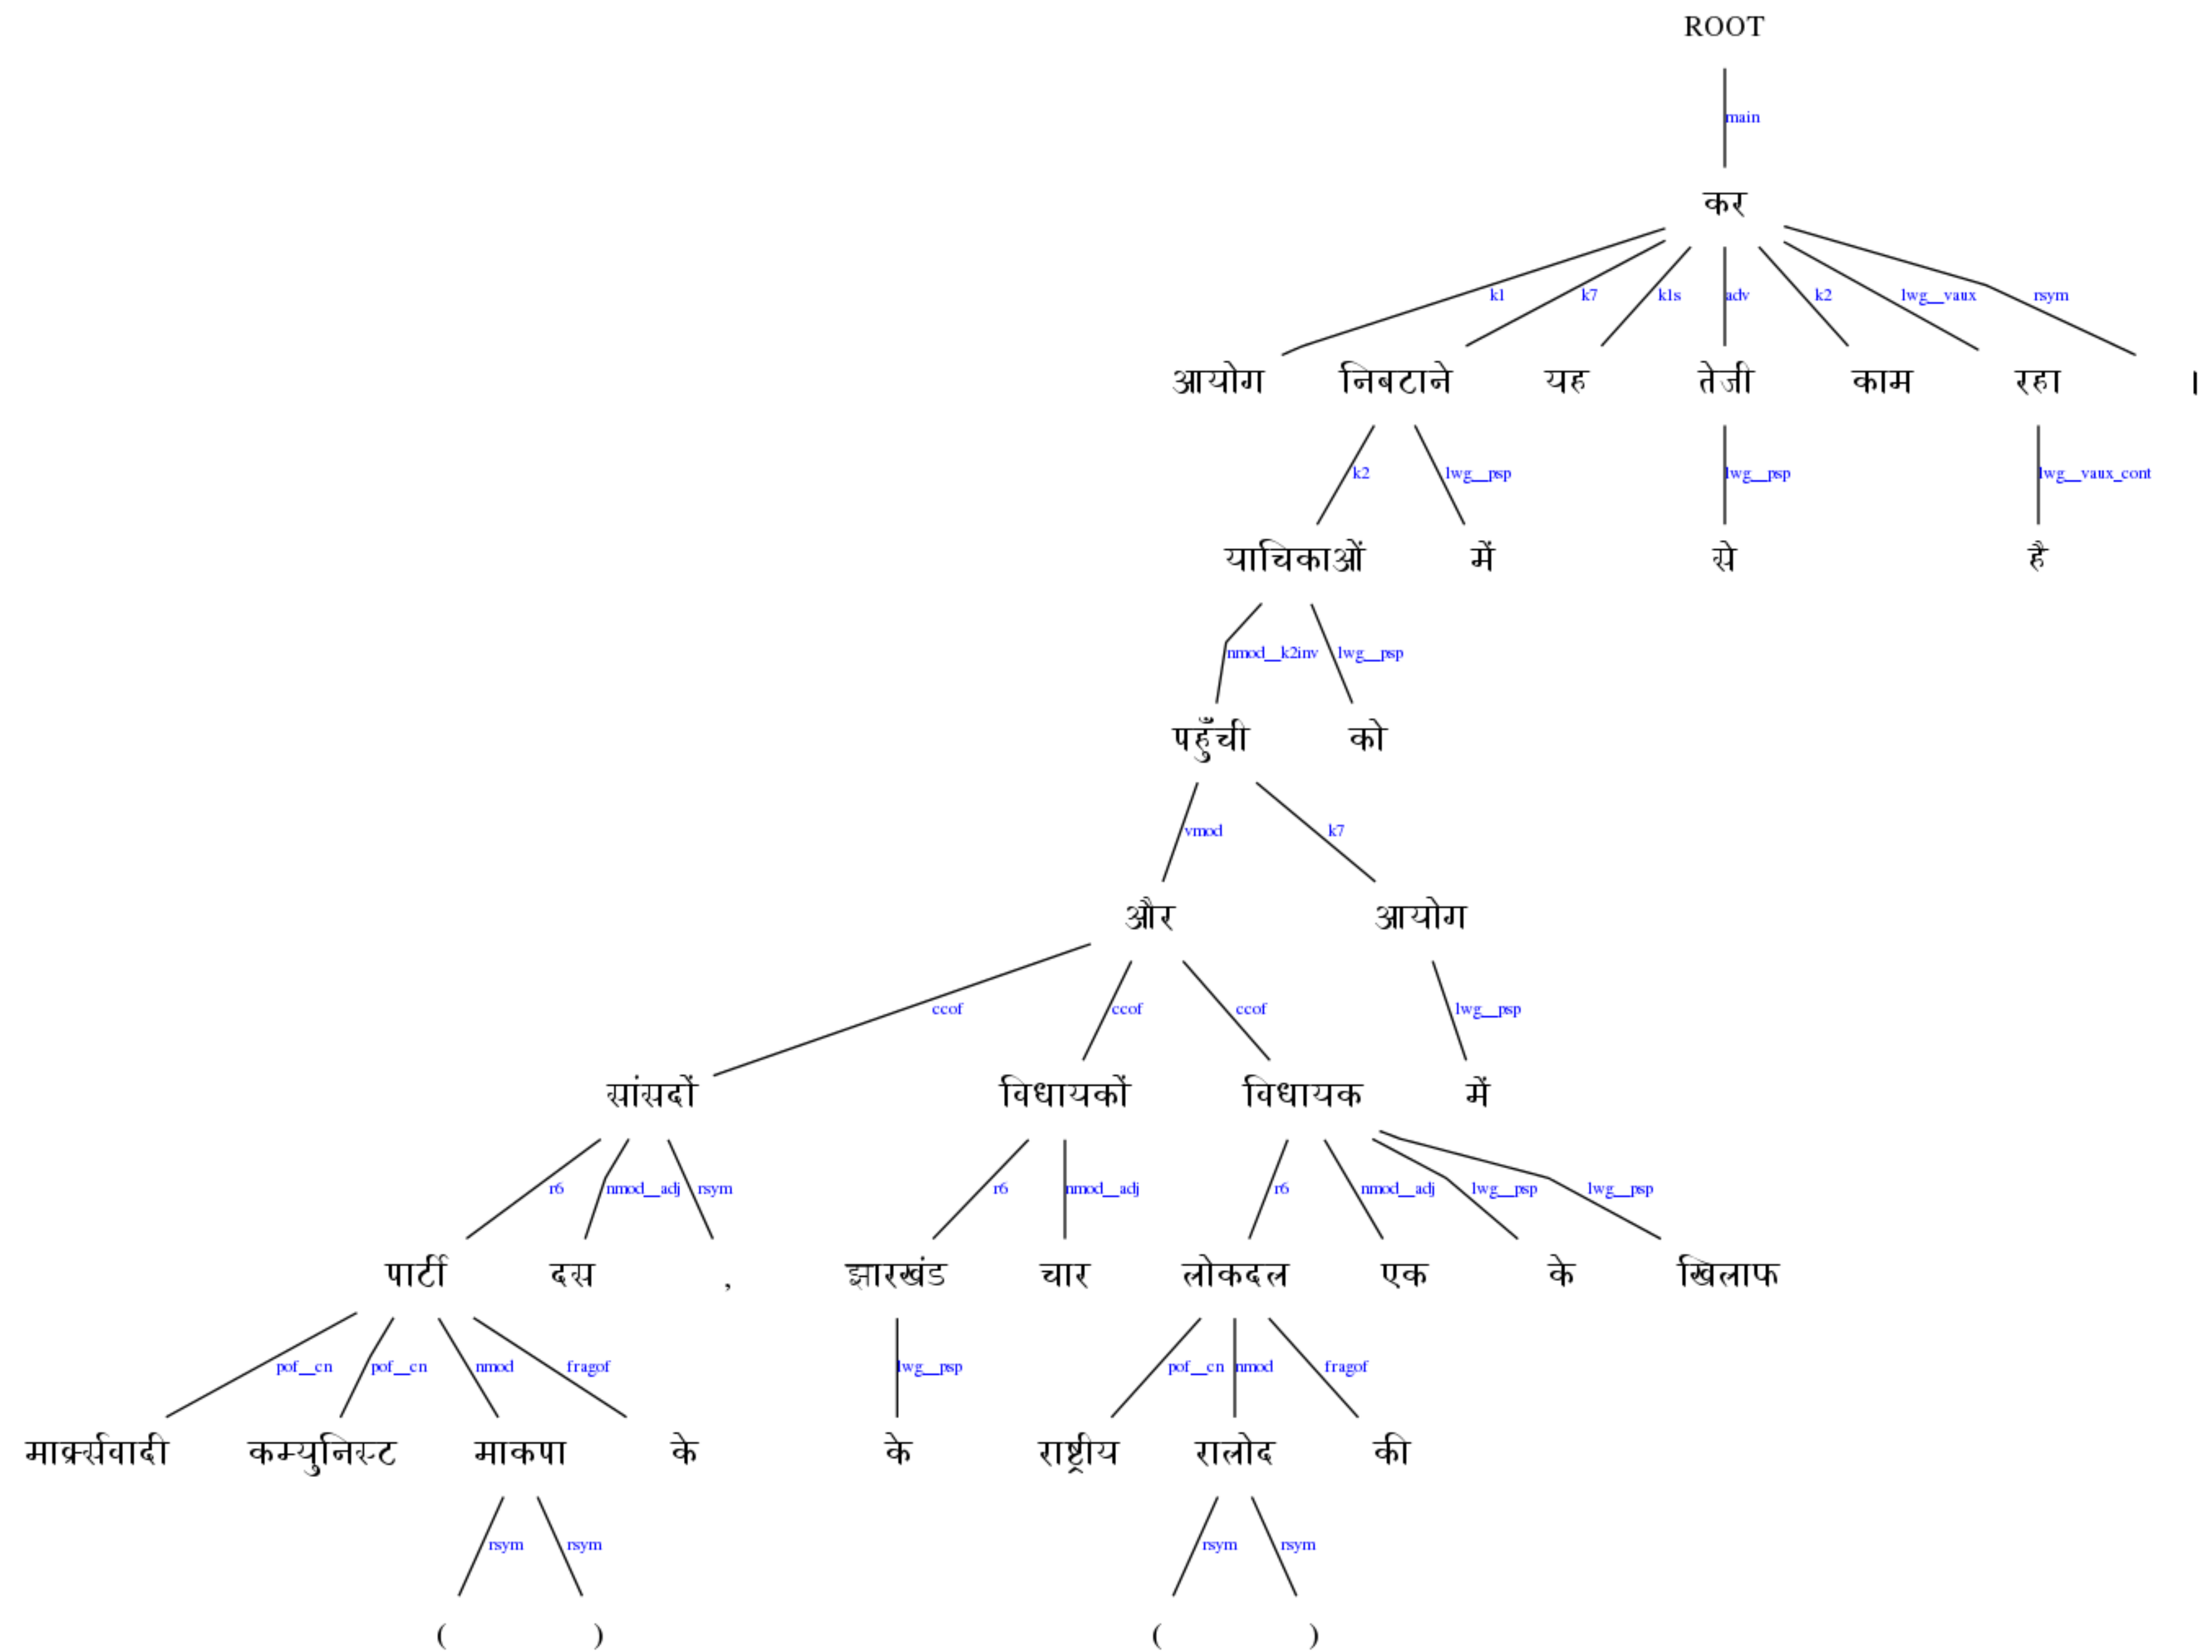 ROOT
main
कर
k1 k7 k1s adv k2 lwg__vaux rsym
आयोग निबटाने यह तेजी काम रहा ।
k2 lwg__psp lwg__psp lwg__vaux_cont
याचिकाओं में से है
nmod__k2inv lwg__psp
पहुँची को
vmod k7
और आयोग
ccof ccof ccof lwg__psp
सांसदों विधायकों विधायक में
r6 nmod__adj rsym r6 nmod__adj r6 nmod__adj lwg__psp lwg__psp
पार्टी दस , झारखंड चार लोकदल एक के खिलाफ
pof__cn pof__cn nmod fragof lwg__psp pof__cn nmod fragof
मार्क्सवादी कम्युनिस्ट माकपा के के राष्ट्रीय रालोद की
rsym rsym rsym rsym
( ) ( )